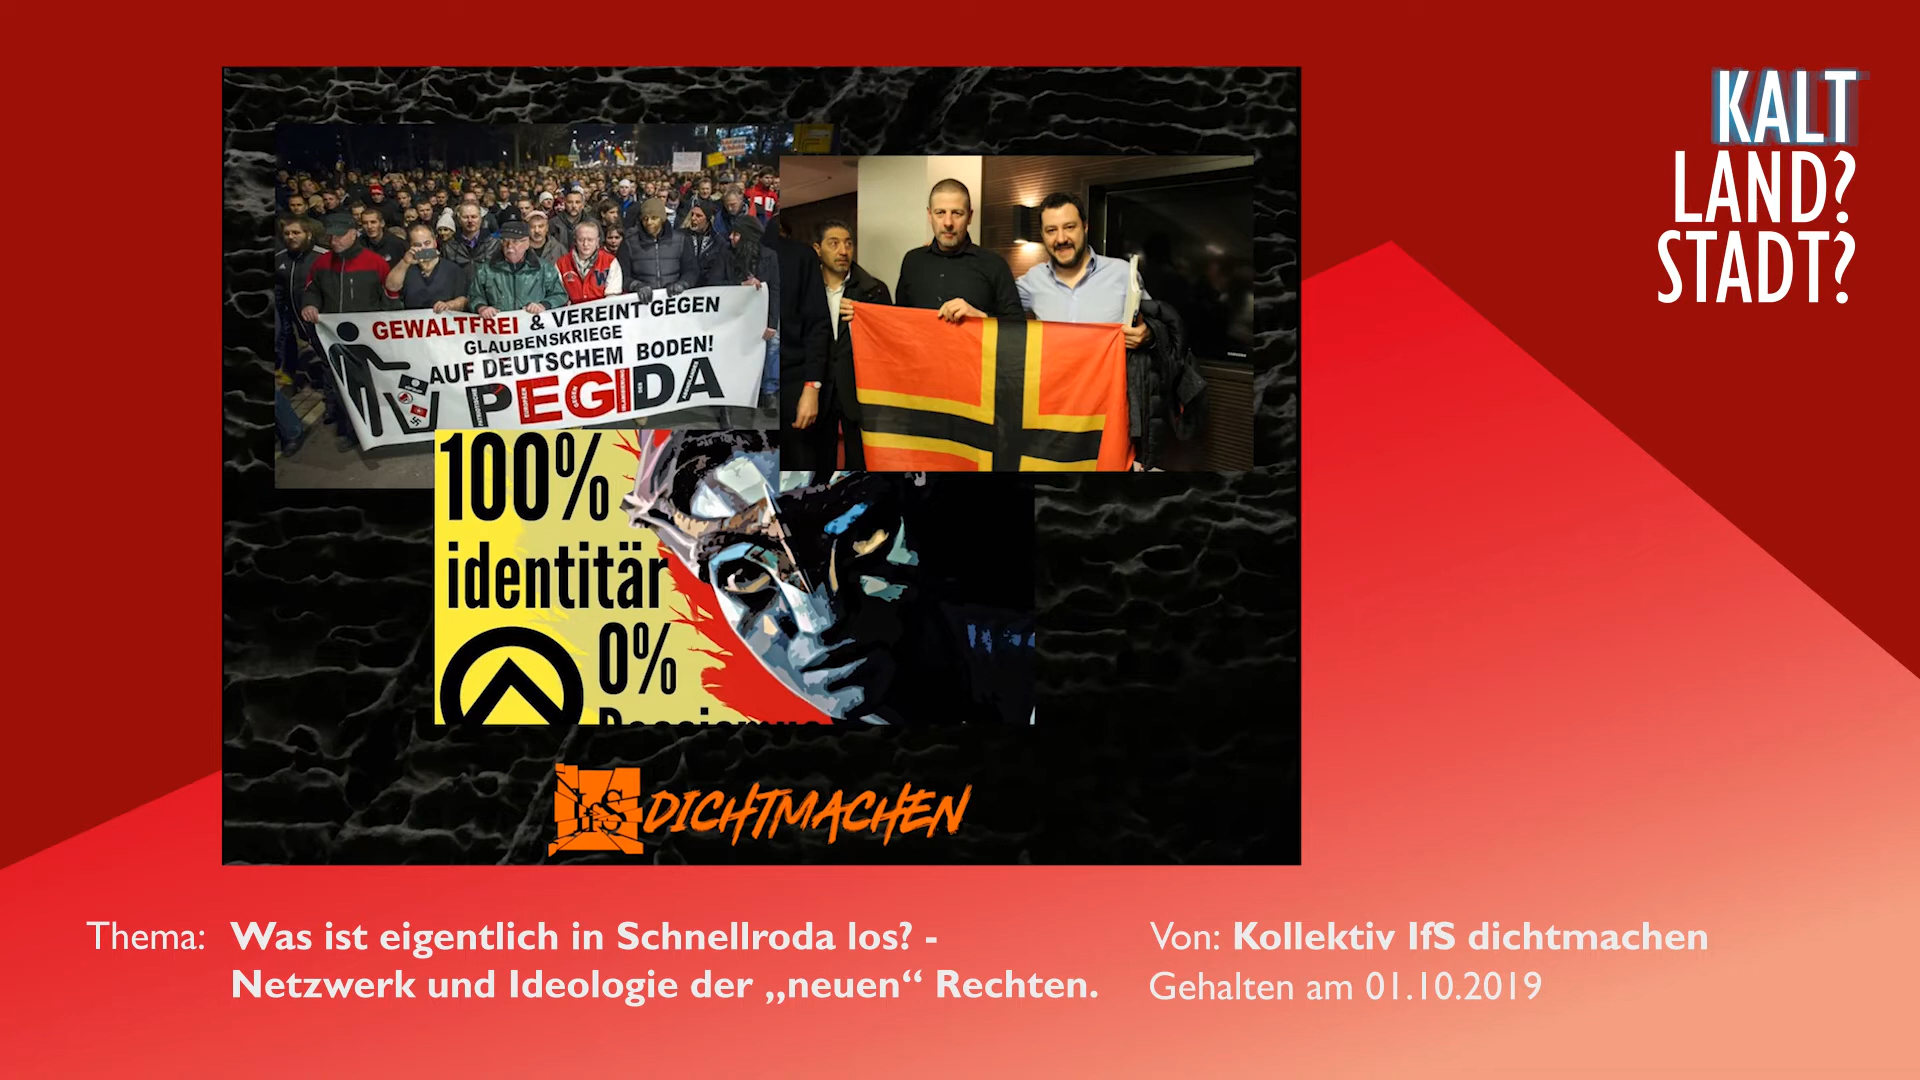 KALT
LAND?
STADT?
GEWALTFREI & VEREINT GEGEN
GLAUBENSKRIEGE
AUF DEUTSCHEM BODEN!
PEGIDA
100%
identitär
0%
IfS DICHTMACHEN
Thema: Was ist eigentlich in Schnellroda los? -
Netzwerk und Ideologie der „neuen“ Rechten.
Von: Kollektiv IfS dichtmachen
Gehalten am 01.10.2019